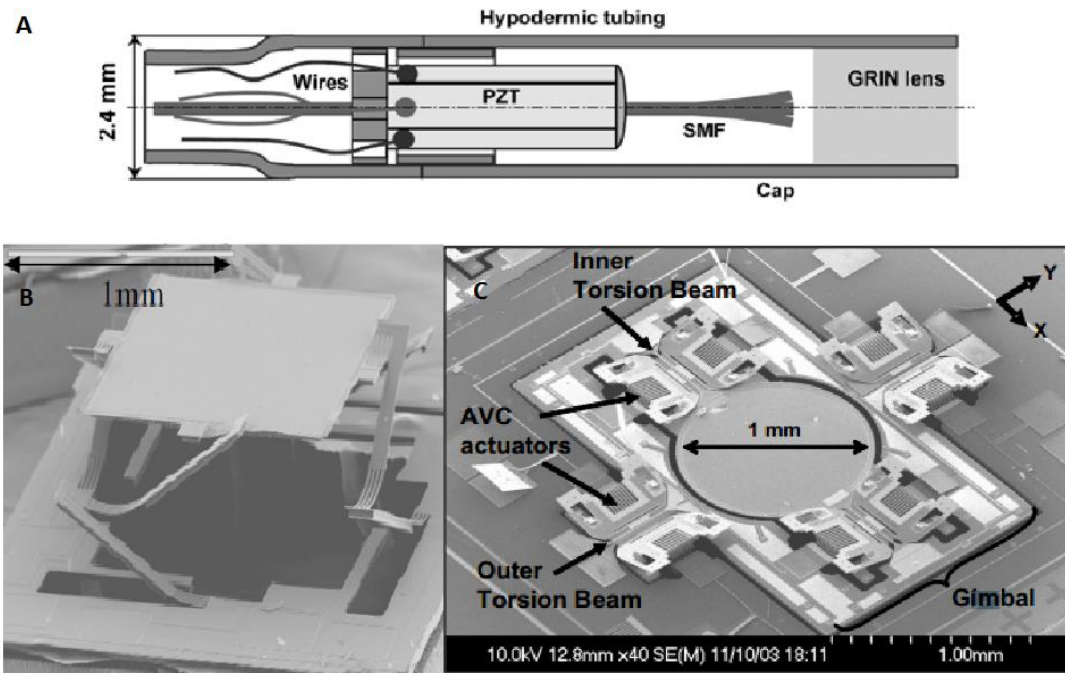 A
Hypodermic tubing
2.4 mm
Wires
PZT
SMF
GRIN lens
Cap
B
1mm
C
Inner
Torsion Beam
Y
X
AVC
actuators
1 mm
Outer
Torsion Beam
Gimbal
10.0kV 12.8mm x40 SE(M) 11/10/03 18:11
1.00mm